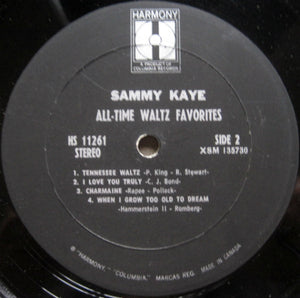 HARMONY
A PRODUCT OF
COLUMBIA RECORDS
SAMMY KAYE
ALL-TIME WALTZ FAVORITES
HS 11261
STEREO
SIDE 2
XSM 135730
1. TENNESSEE WALTZ -P. King - R. Stewart-
2. I LOVE YOU TRULY -C. J. Bond-
3. CHARMAINE -Rapee - Pollack-
4. WHEN I GROW TOO OLD TO DREAM
-Hammerstein II - Romberg-
® "HARMONY," "COLUMBIA," MARCAS REG. MADE IN CANADA